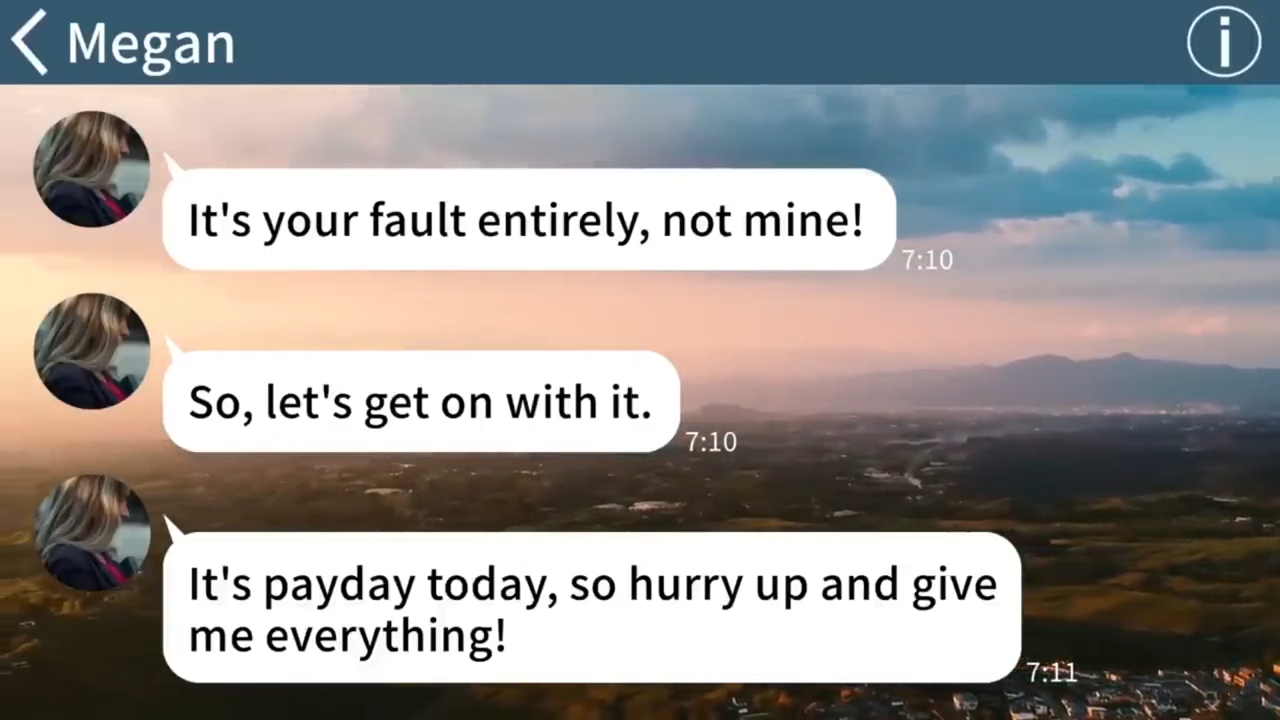 Megan
It's your fault entirely, not mine!
7:10
So, let's get on with it.
7:10
It's payday today, so hurry up and give
me everything!
7:11